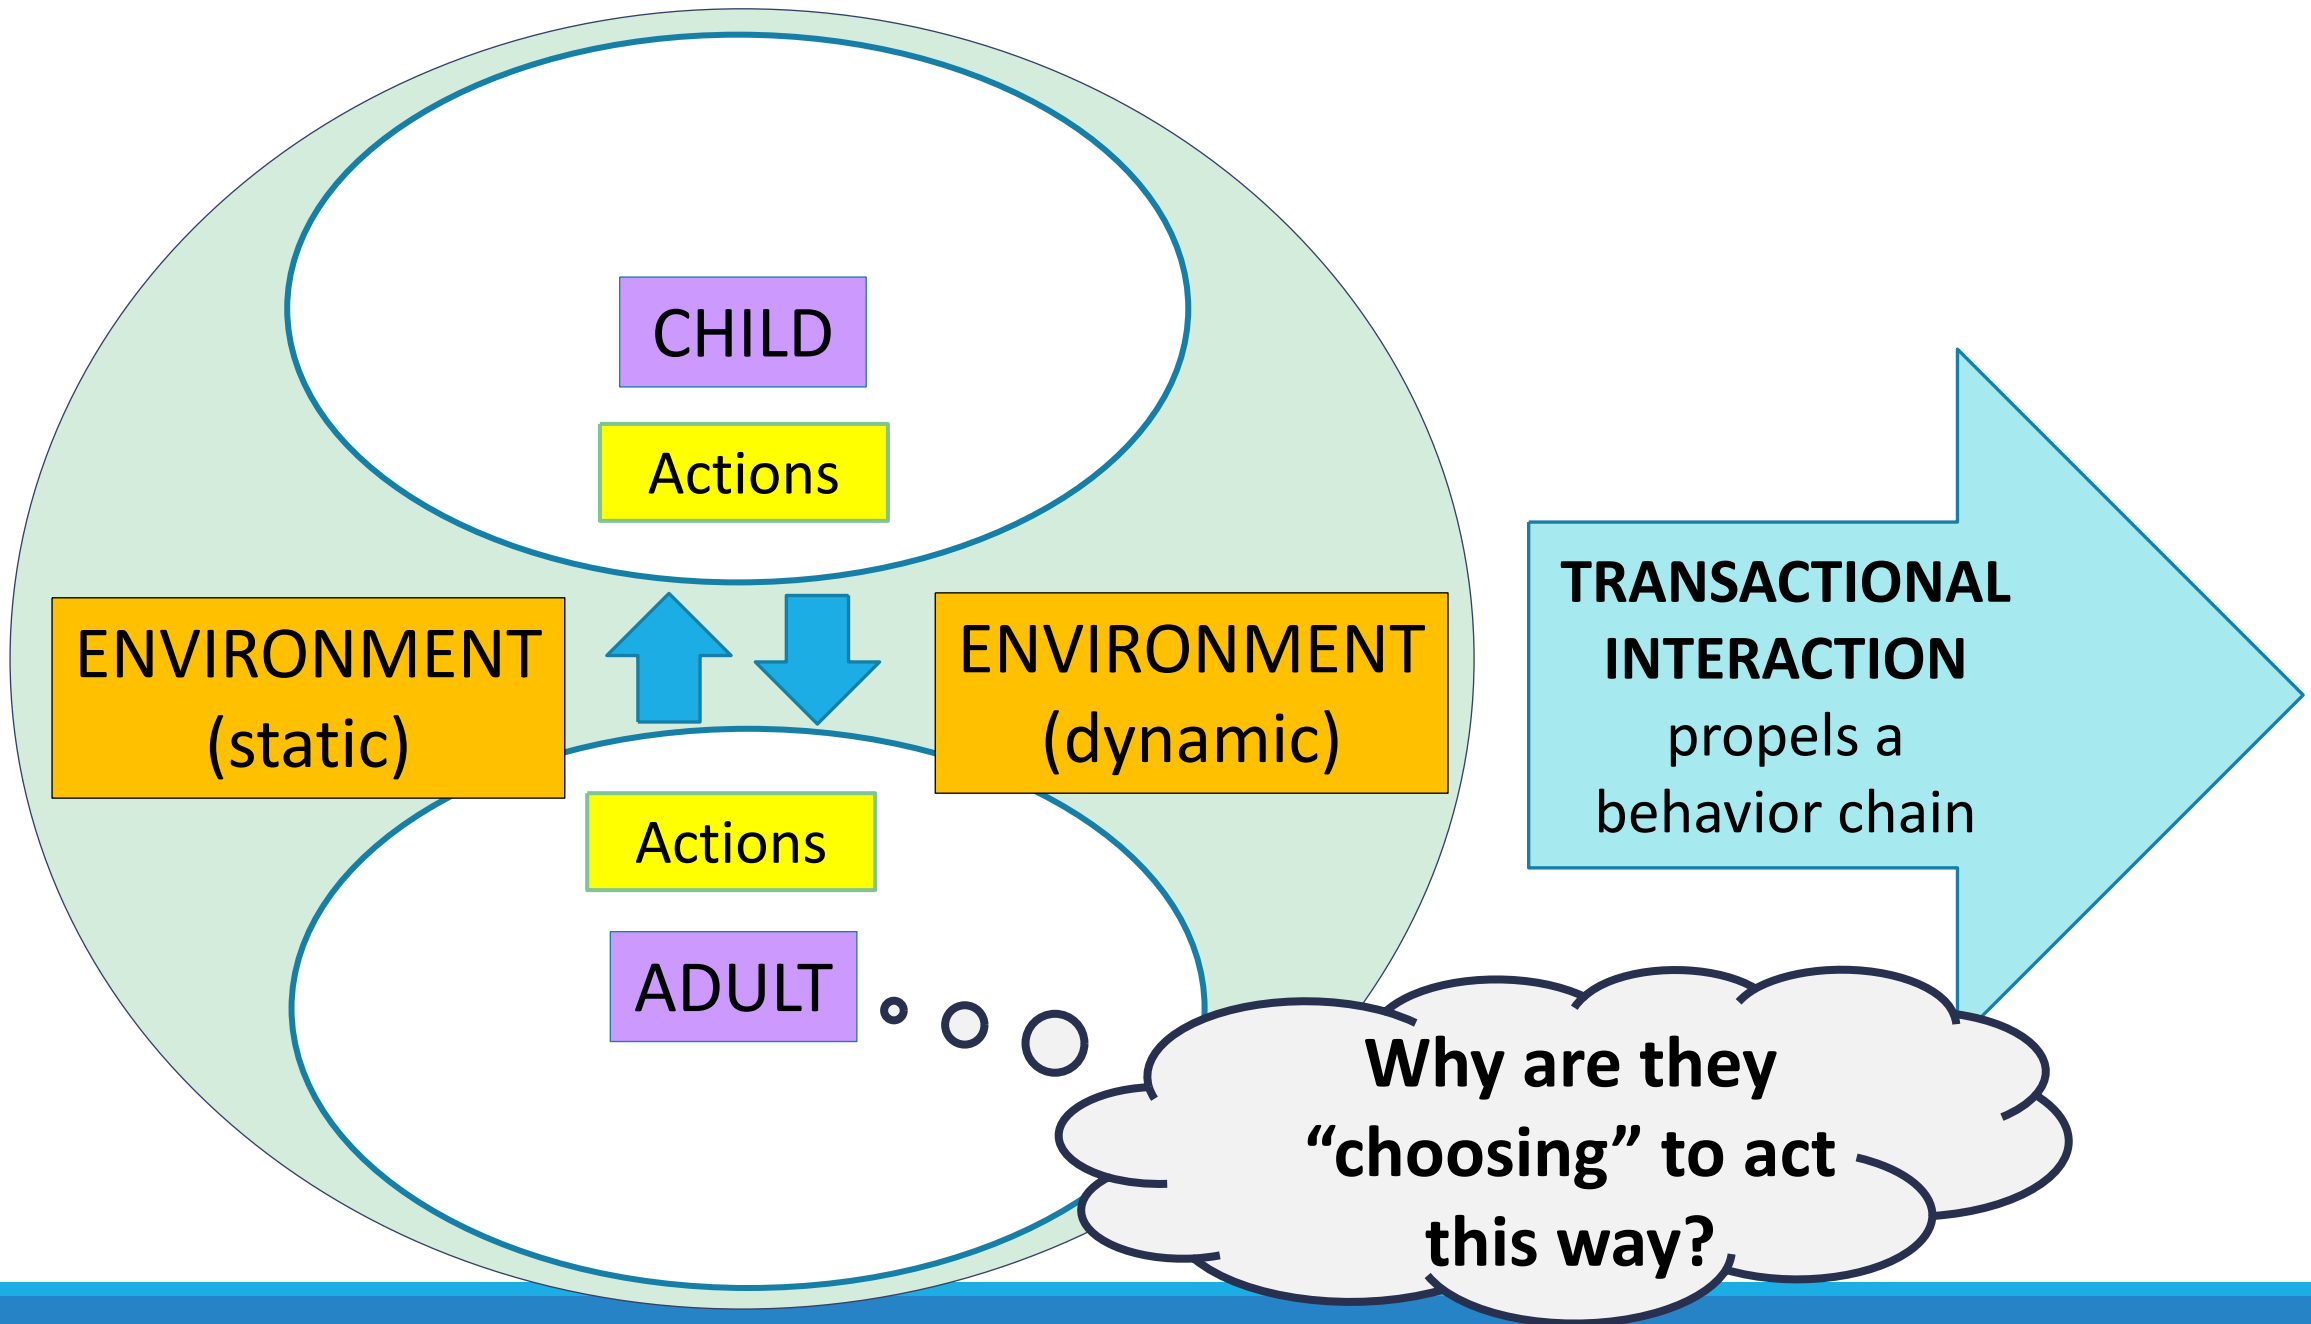 CHILD
Actions
ENVIRONMENT
(static)
ENVIRONMENT
(dynamic)
Actions
ADULT
TRANSACTIONAL
INTERACTION
propels a
behavior chain
Why are they
“choosing” to act
this way?